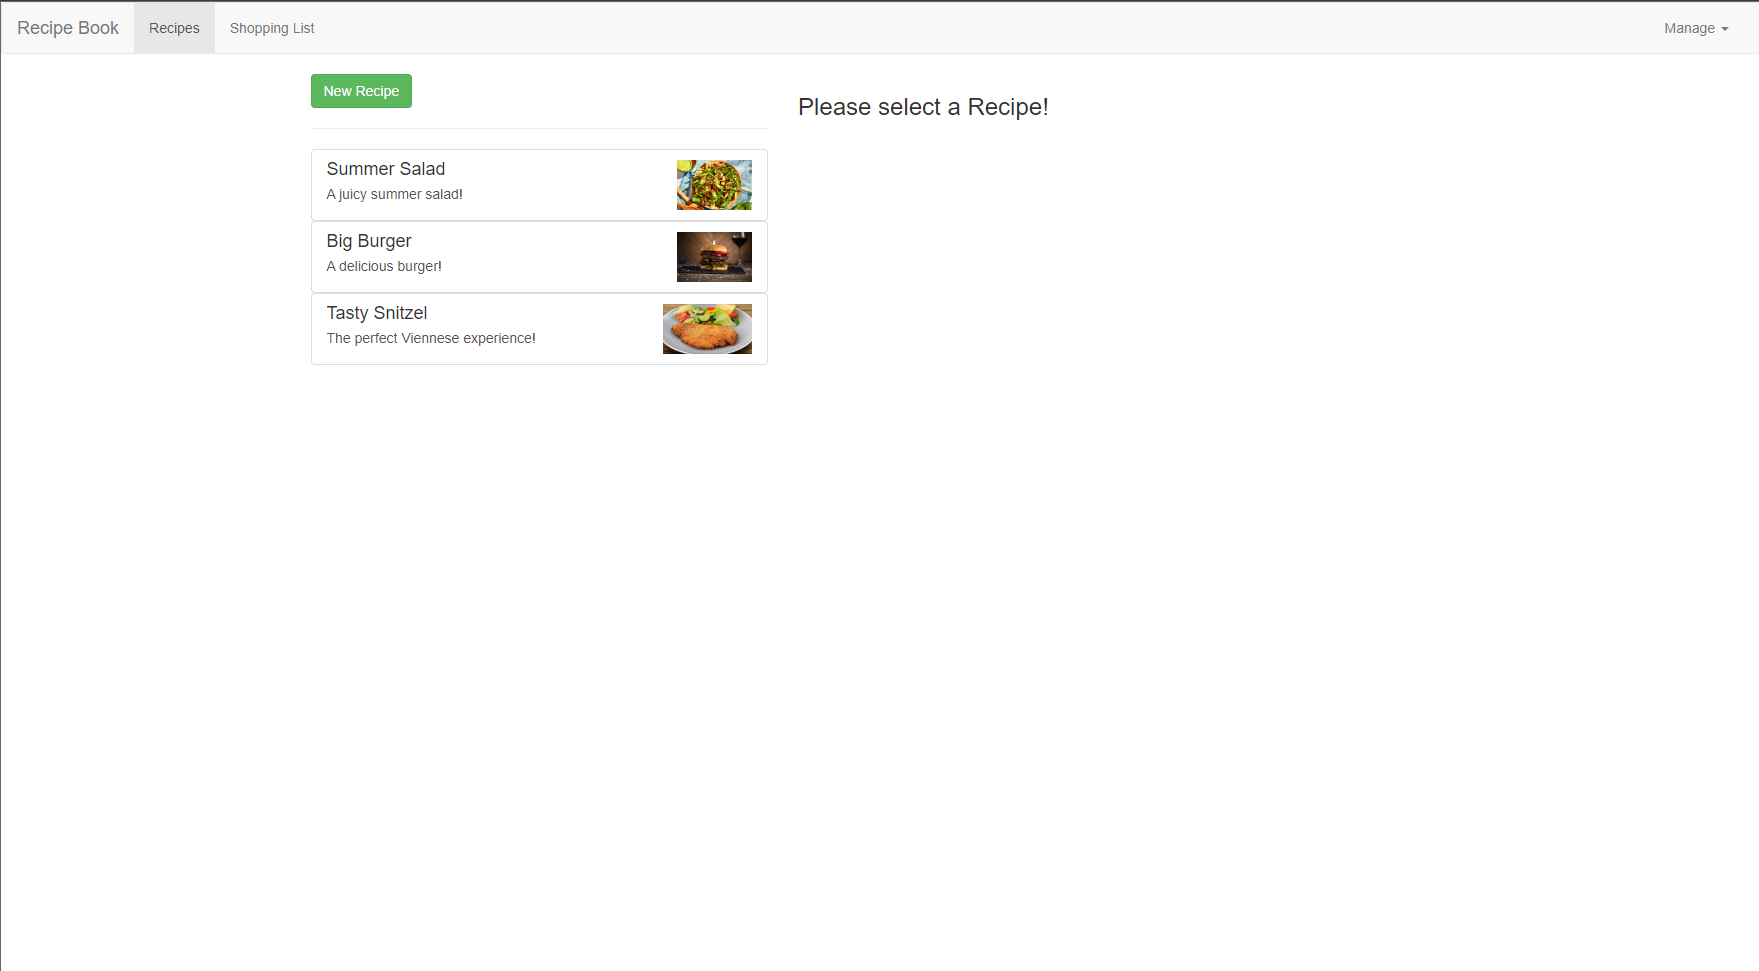 Recipe Book Recipes Shopping List Manage
New Recipe
Please select a Recipe!
Summer Salad
A juicy summer salad!
Big Burger
A delicious burger!
Tasty Snitzel
The perfect Viennese experience!